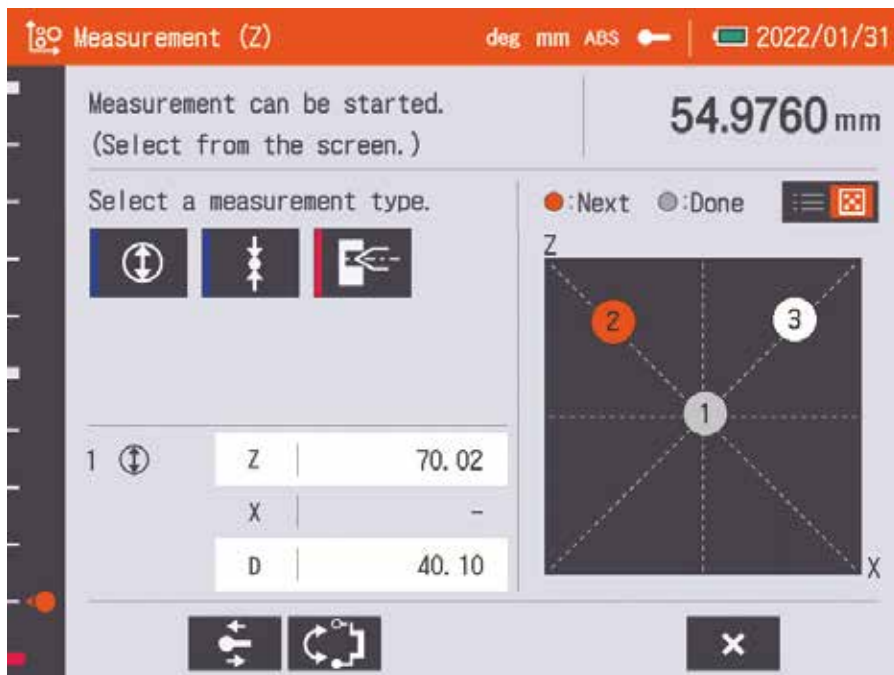 Measurement (Z) deg mm ABS 2022/01/31
Measurement can be started.
(Select from the screen.)
54.9760 mm
Select a measurement type.
:Next :Done
Z
2
3
1
X
1 Z 70.02
X -
D 40.10